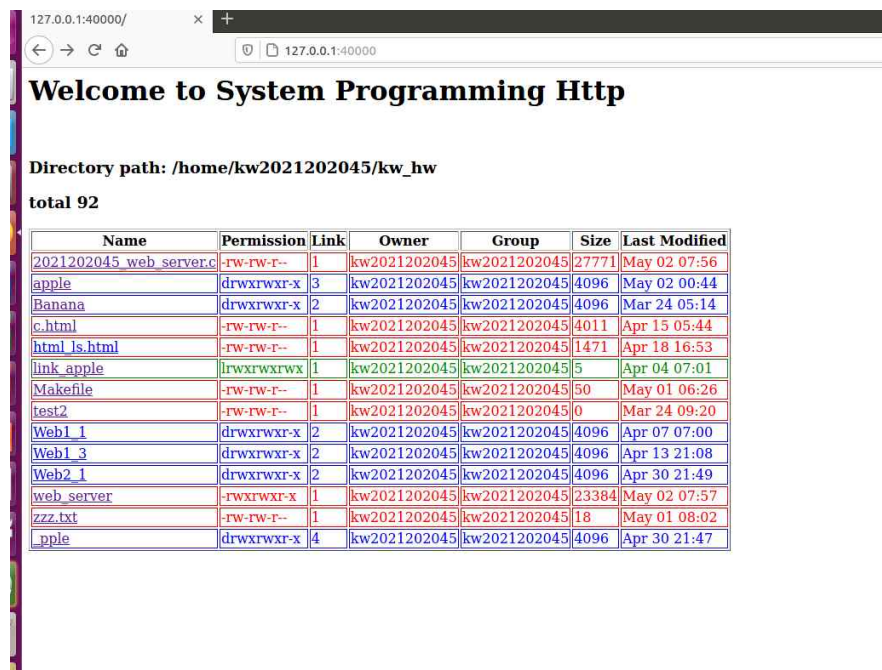 127.0.0.1:40000/
127.0.0.1:40000
Welcome to System Programming Http
Directory path: /home/kw2021202045/kw_hw
total 92
Name Permission Link Owner Group Size Last Modified
2021202045_web_server.c -rw-rw-r-- 1 kw2021202045 kw2021202045 27771 May 02 07:56
apple drwxrwxr-x 3 kw2021202045 kw2021202045 4096 May 02 00:44
Banana drwxrwxr-x 2 kw2021202045 kw2021202045 4096 Mar 24 05:14
c.html -rw-rw-r-- 1 kw2021202045 kw2021202045 4011 Apr 15 05:44
html_ls.html -rw-rw-r-- 1 kw2021202045 kw2021202045 1471 Apr 18 16:53
link_apple lrwxrwxrwx 1 kw2021202045 kw2021202045 5 Apr 04 07:01
Makefile -rw-rw-r-- 1 kw2021202045 kw2021202045 50 May 01 06:26
test2 -rw-rw-r-- 1 kw2021202045 kw2021202045 0 Mar 24 09:20
Web1_1 drwxrwxr-x 2 kw2021202045 kw2021202045 4096 Apr 07 07:00
Web1_3 drwxrwxr-x 2 kw2021202045 kw2021202045 4096 Apr 13 21:08
Web2_1 drwxrwxr-x 2 kw2021202045 kw2021202045 4096 Apr 30 21:49
web_server -rwxrwxr-x 1 kw2021202045 kw2021202045 23384 May 02 07:57
zzz.txt -rw-rw-r-- 1 kw2021202045 kw2021202045 18 May 01 08:02
_pple drwxrwxr-x 4 kw2021202045 kw2021202045 4096 Apr 30 21:47